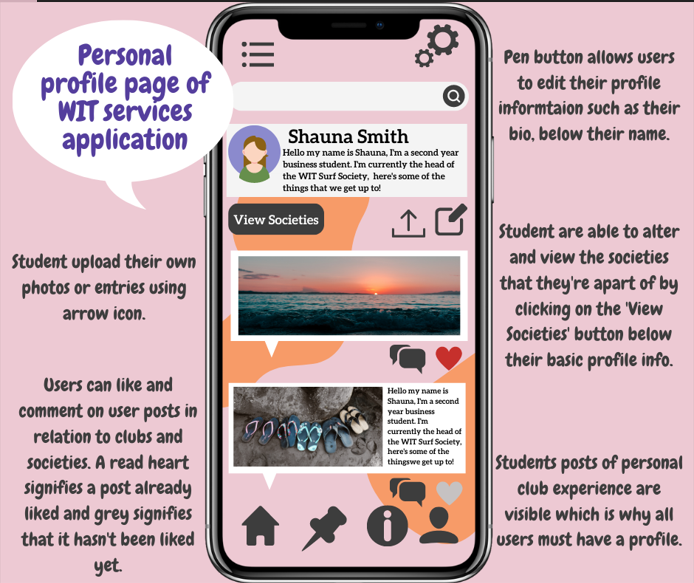 Personal
profile page of
WIT services
application
Student upload their own
photos or entries using
arrow icon.
Users can like and
comment on user posts in
relation to clubs and
societies. A read heart
signifies a post already
liked and grey signifies
that it hasn't been liked
yet.
Shauna Smith
Hello my name is Shauna, I'm a second year
business student. I'm currently the head of
the WIT Surf Society, here's some of the
things that we get up to!
View Societies
Hello my name is
Shauna, I'm a second
year business
student. I'm
currently the head of
the WIT Surf Society,
here's some of the
thingswe get up to!
Pen button allows users
to edit their profile
informtaion such as their
bio, below their name.
Student are able to alter
and view the societies
that they're apart of by
clicking on the 'View
Societies' button below
their basic profile info.
Students posts of personal
club experience are
visible which is why all
users must have a profile.